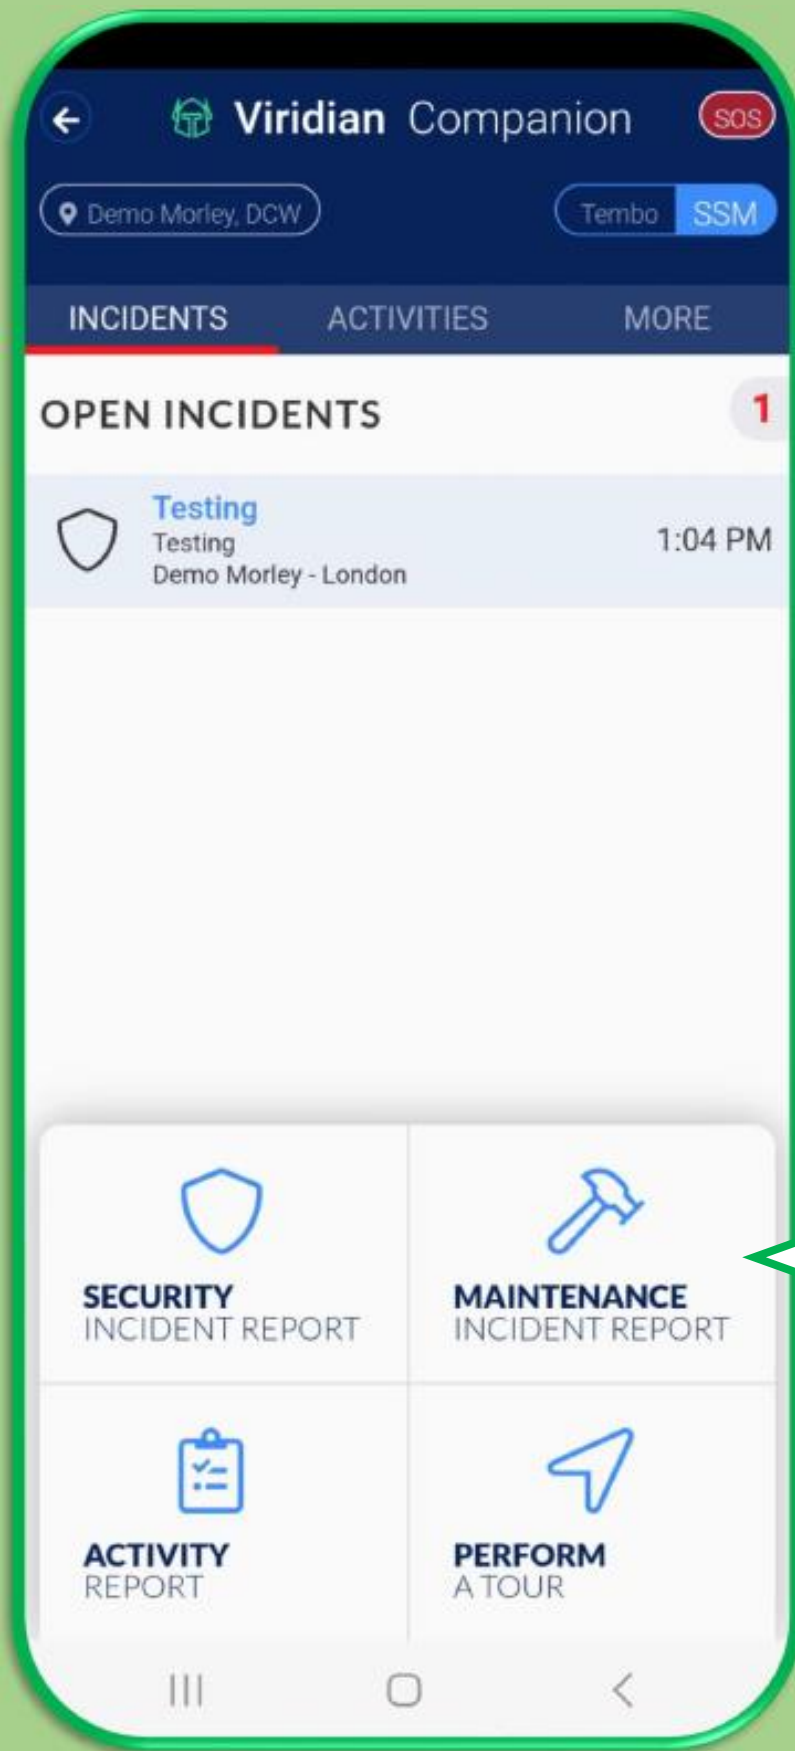 Viridian Companion SOS
Demo Morley, DCW Tembo SSM
INCIDENTS ACTIVITIES MORE
OPEN INCIDENTS 1
Testing
Testing 1:04 PM
Demo Morley - London
SECURITY
INCIDENT REPORT
MAINTENANCE
INCIDENT REPORT
ACTIVITY
REPORT
PERFORM
A TOUR